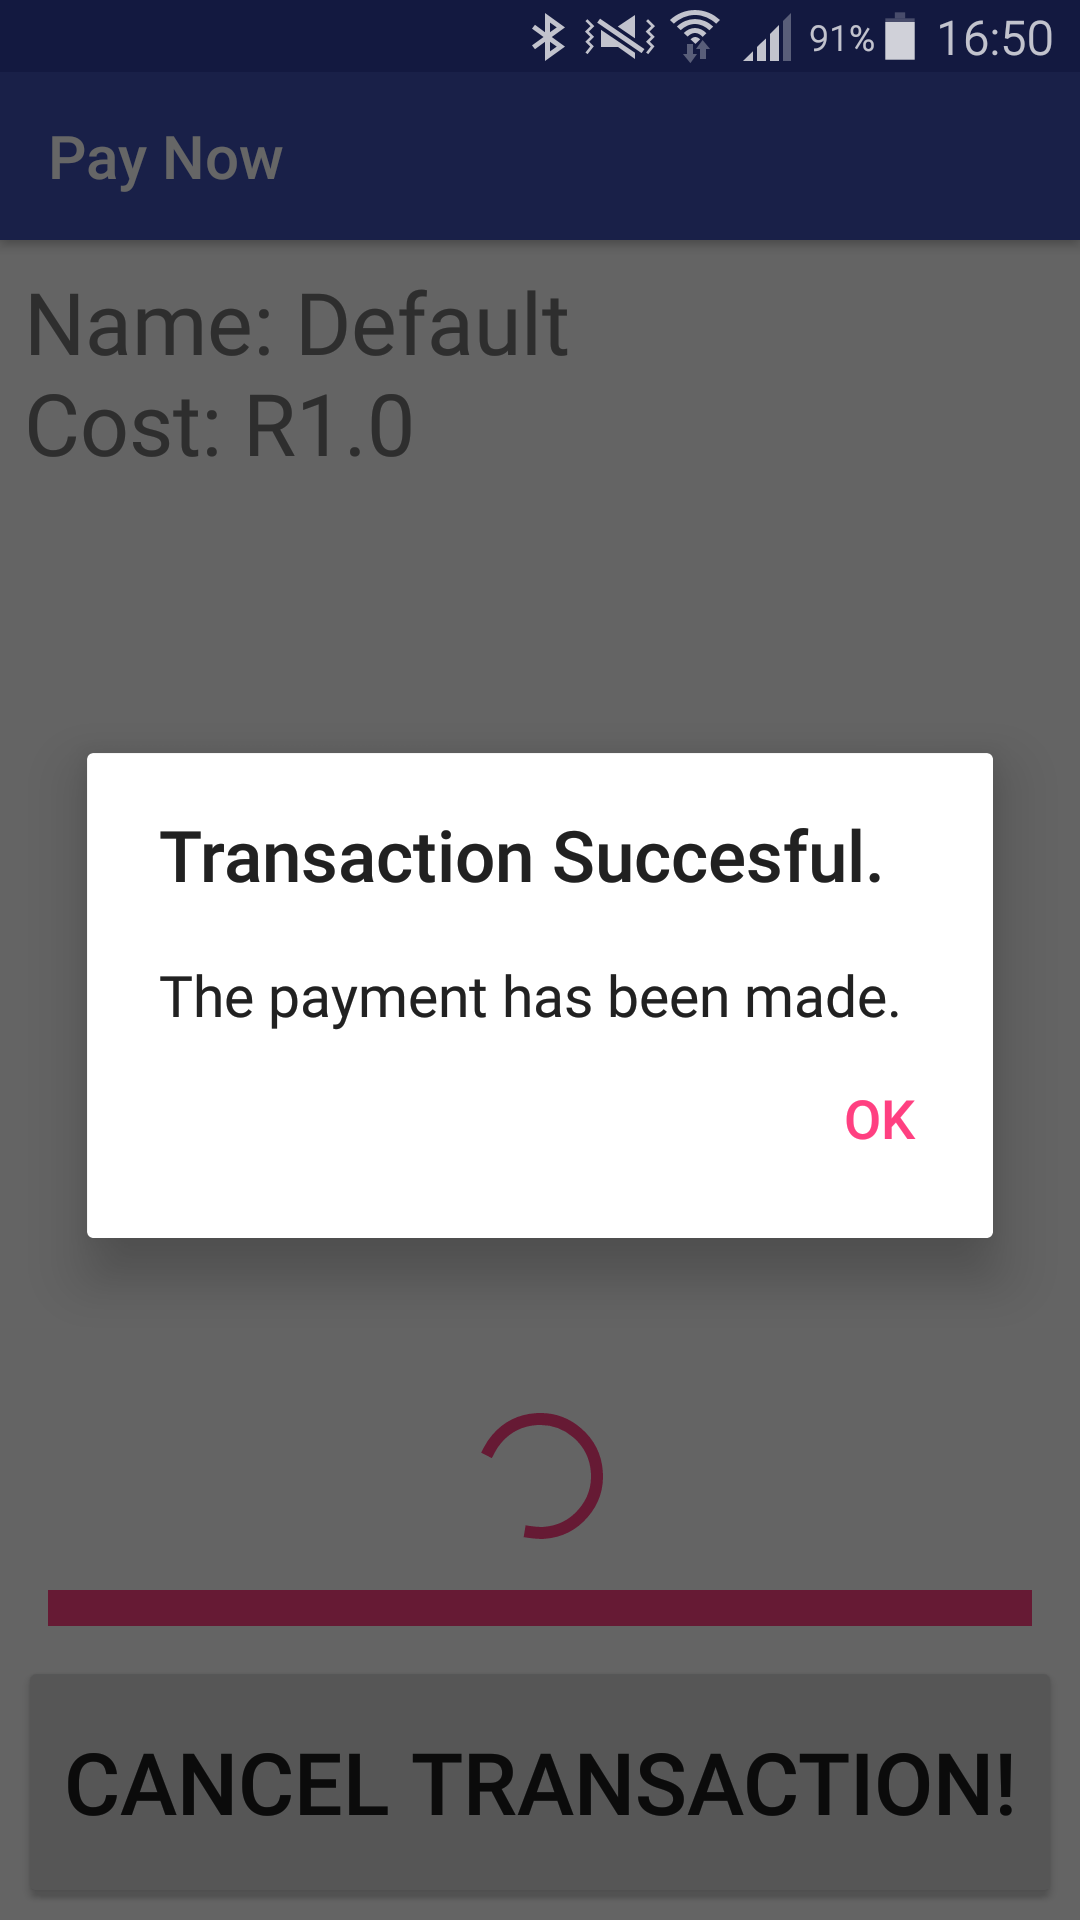 91% 16:50
Pay Now
Name: Default
Cost: R1.0
Transaction Succesful.
The payment has been made.
OK
CANCEL TRANSACTION!